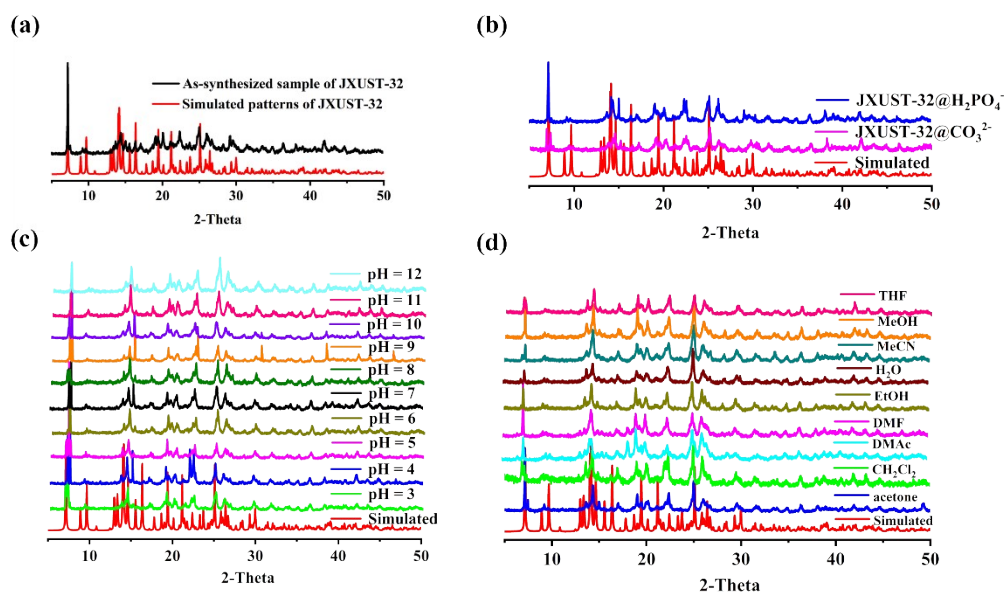 (a)
As-synthesized sample of JXUST-32
Simulated patterns of JXUST-32
10 20 30 40 50
2-Theta
(b)
JXUST-32@H₂PO₄⁻
JXUST-32@CO₃²⁻
Simulated
10 20 30 40 50
2-Theta
(c)
pH = 12
pH = 11
pH = 10
pH = 9
pH = 8
pH = 7
pH = 6
pH = 5
pH = 4
pH = 3
Simulated
10 20 30 40 50
2-Theta
(d)
THF
MeOH
MeCN
H₂O
EtOH
DMF
DMAc
CH₂Cl₂
acetone
Simulated
10 20 30 40 50
2-Theta